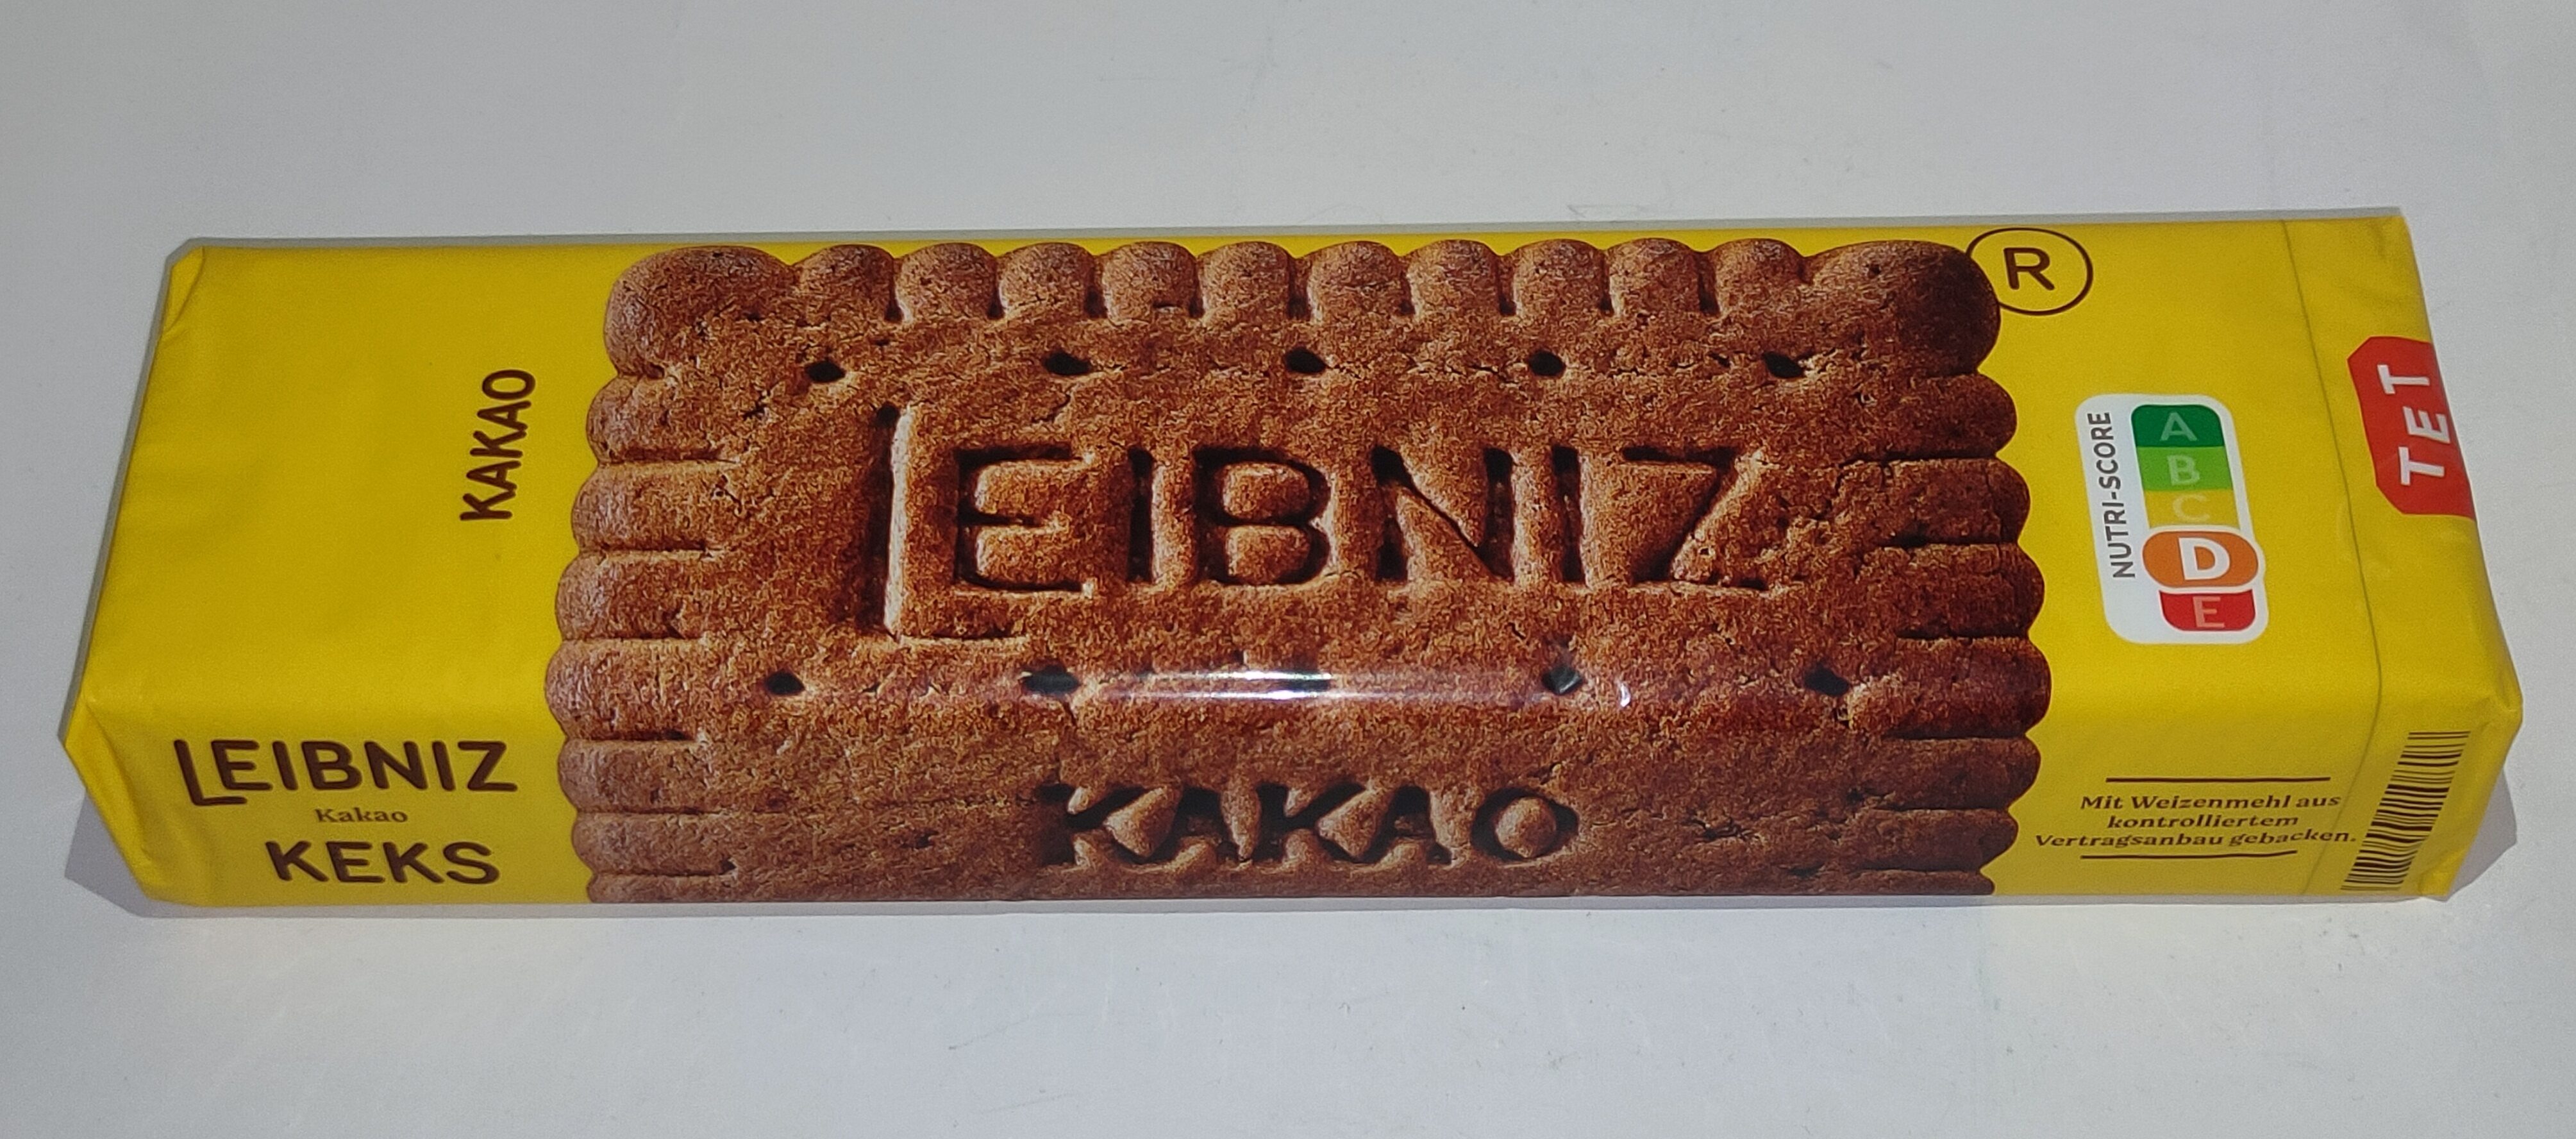 KAKAO
LEIBNIZ
Kakao
KEKS
LEIBNIZ
KAKAO
R
NUTRI-SCORE
A
B
C
D
E
TET
Mit Weizenmehl aus
kontrolliertem
Vertragsanbau gebacken.